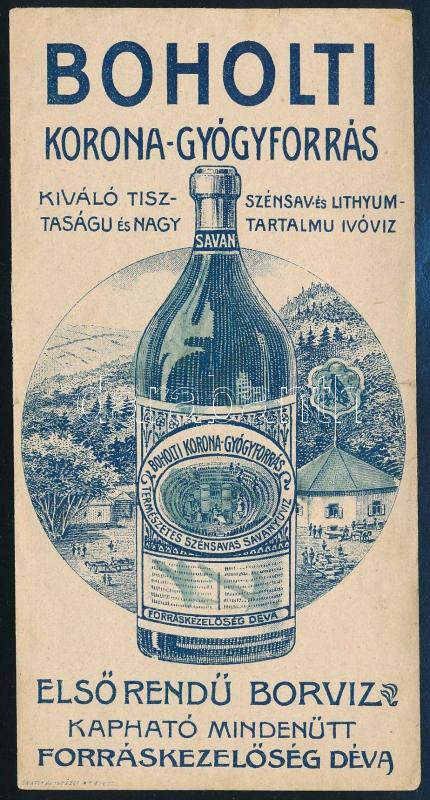 BOHOLTI
KORONA-GYÓGYFORRÁS
KIVÁLÓ TISZ-
TASÁGU ÉS NAGY
SZÉNSAV-ÉS LITHYUM-
TARTALMU IVÓVIZ
SAVAN
BOHOLTI KORONA-GYÓGYFORRÁS
TERMÉSZETES SZÉNSAVAS SAVANYUVIZ
FORRÁSKEZELŐSÉG DÉVA
ELSŐRENDŰ BORVIZ
KAPHATÓ MINDENÜTT
FORRÁSKEZELŐSÉG DÉVA